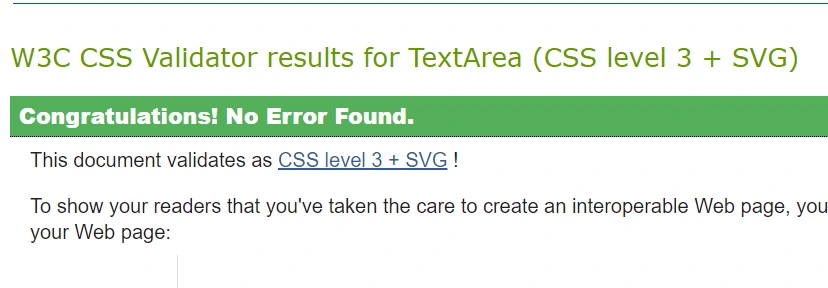 W3C CSS Validator results for TextArea (CSS level 3 + SVG)
Congratulations! No Error Found.
This document validates as CSS level 3 + SVG !
To show your readers that you've taken the care to create an interoperable Web page, you
your Web page: